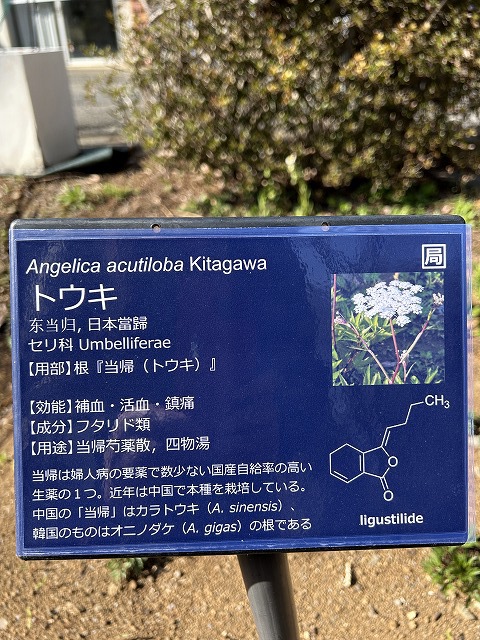 局
Angelica acutiloba Kitagawa
トウキ
东当归, 日本當歸
セリ科 Umbelliferae
【用部】根『当帰（トウキ）』
【効能】補血・活血・鎮痛
【成分】フタリド類
【用途】当帰芍薬散，四物湯
当帰は婦人病の要薬で数少ない国産自給率の高い
生薬の１つ。近年は中国で本種を栽培している。
中国の「当帰」はカラトウキ（A. sinensis）、
韓国のものはオニノダケ（A. gigas）の根である
CH3
O
O
ligustilide